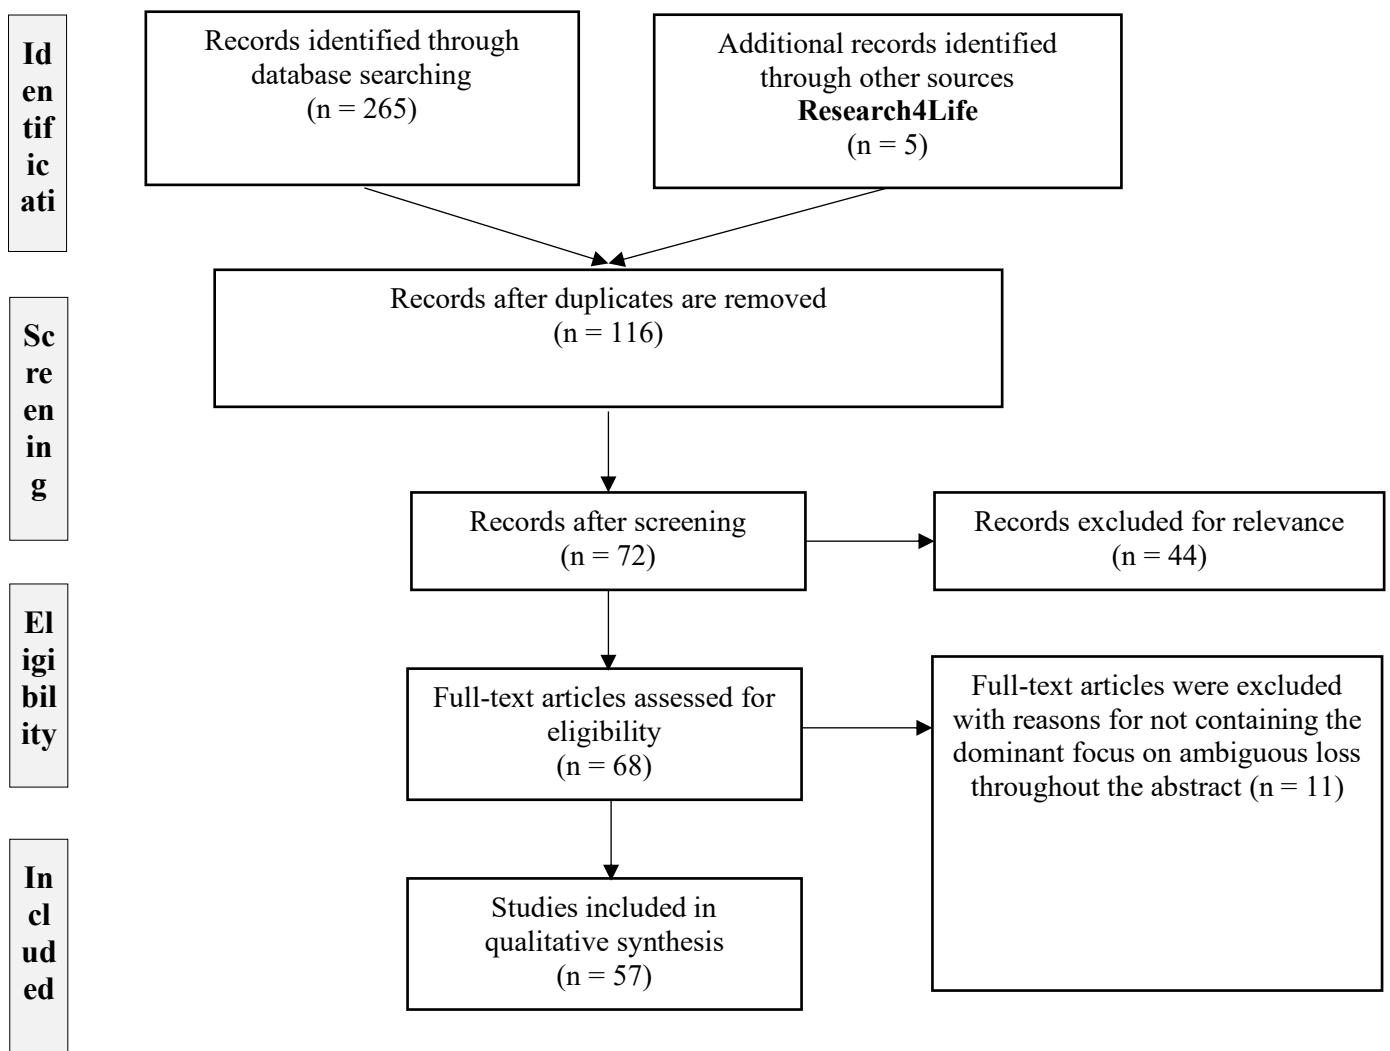 Id
en
tif
ic
ati
Records identified through
database searching
(n = 265)
Additional records identified
through other sources
Research4Life
(n = 5)
Sc
re
en
in
g
Records after duplicates are removed
(n = 116)
Records after screening
(n = 72)
Records excluded for relevance
(n = 44)
El
igi
bil
ity
Full-text articles assessed for
eligibility
(n = 68)
Full-text articles were excluded
with reasons for not containing the
dominant focus on ambiguous loss
throughout the abstract (n = 11)
In
cl
ud
ed
Studies included in
qualitative synthesis
(n = 57)